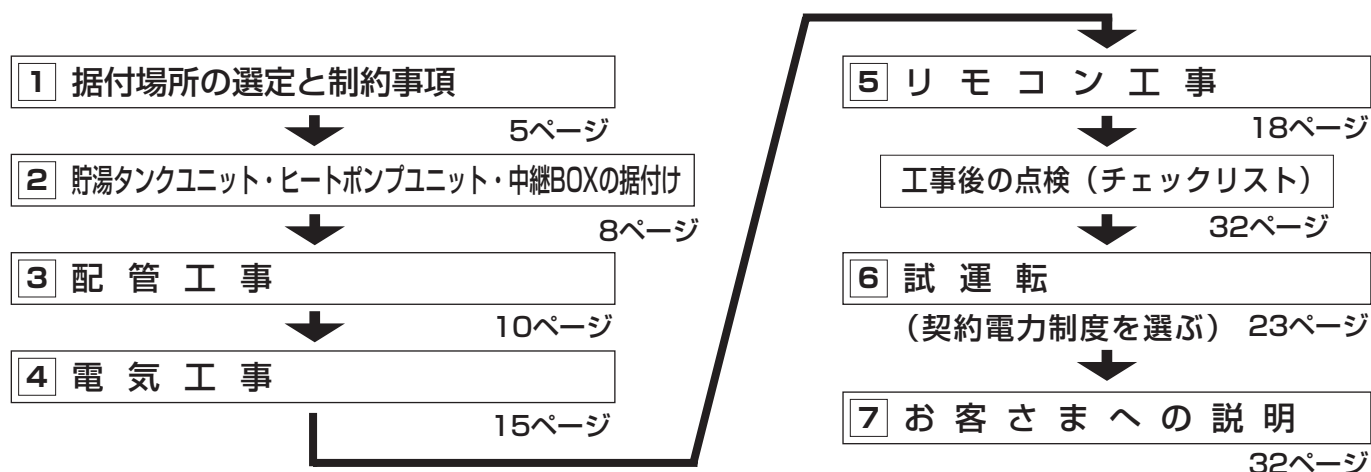 1 据付場所の選定と制約事項
5ページ
2 貯湯タンクユニット・ヒートポンプユニット・中継BOXの据付け
8ページ
3 配管工事
10ページ
4 電気工事
15ページ
5 リモコン工事
18ページ
工事後の点検（チェックリスト）
32ページ
6 試運転
（契約電力制度を選ぶ） 23ページ
7 お客さまへの説明
32ページ